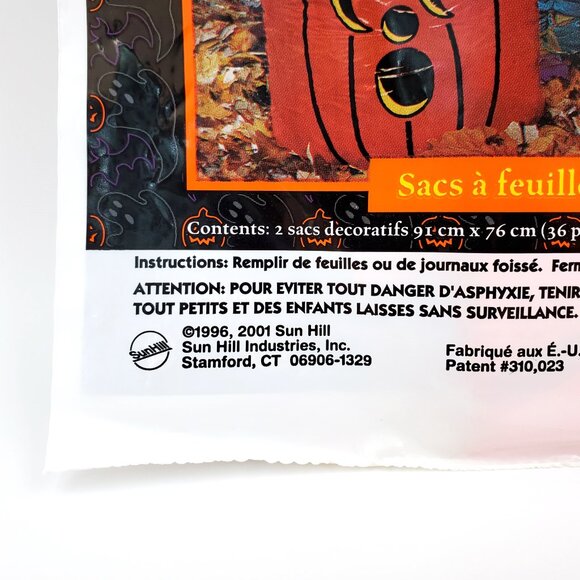 Sacs à feuill
Contents: 2 sacs decoratifs 91 cm x 76 cm (36 p
Instructions: Remplir de feuilles ou de journaux foissé. Ferm
ATTENTION: POUR EVITER TOUT DANGER D'ASPHYXIE, TENIR
TOUT PETITS ET DES ENFANTS LAISSES SANS SURVEILLANCE.
SunHill
©1996, 2001 Sun Hill
Sun Hill Industries, Inc.
Stamford, CT 06906-1329
Fabriqué aux É.-U.
Patent #310,023